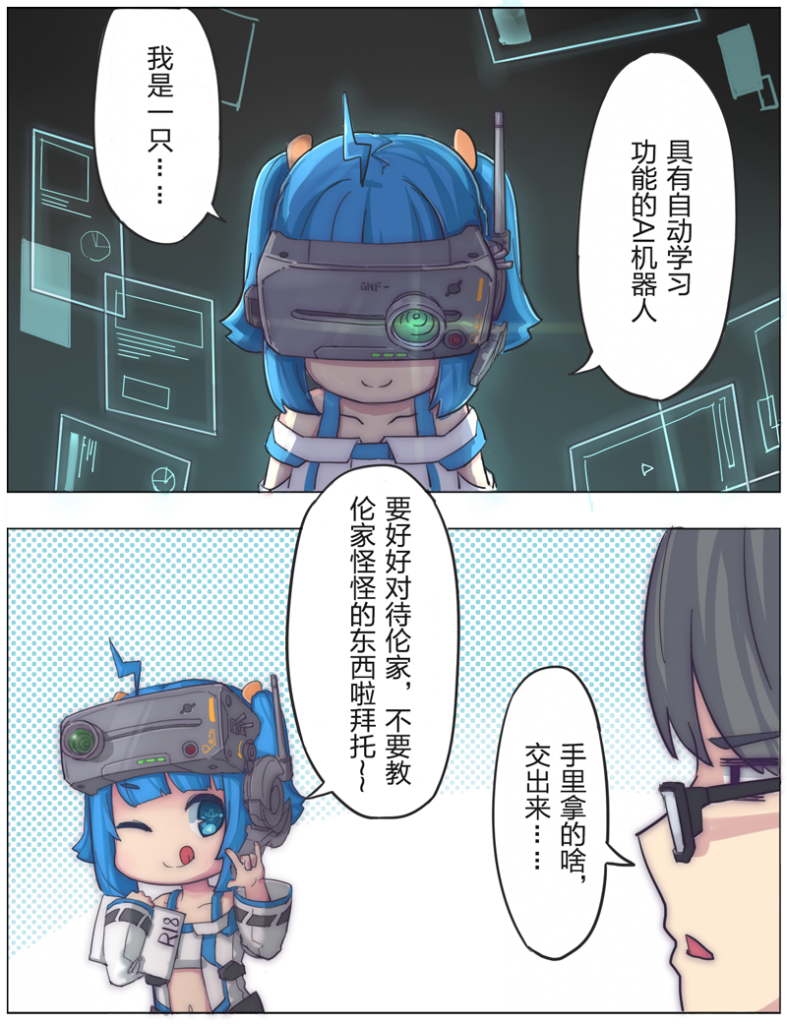 我是一只……
具有自动学习
功能的AI机器人
GNF-
要好好对待伦家，不要教
伦家怪怪的东西啦拜托~~
R18
手里拿的啥，
交出来……